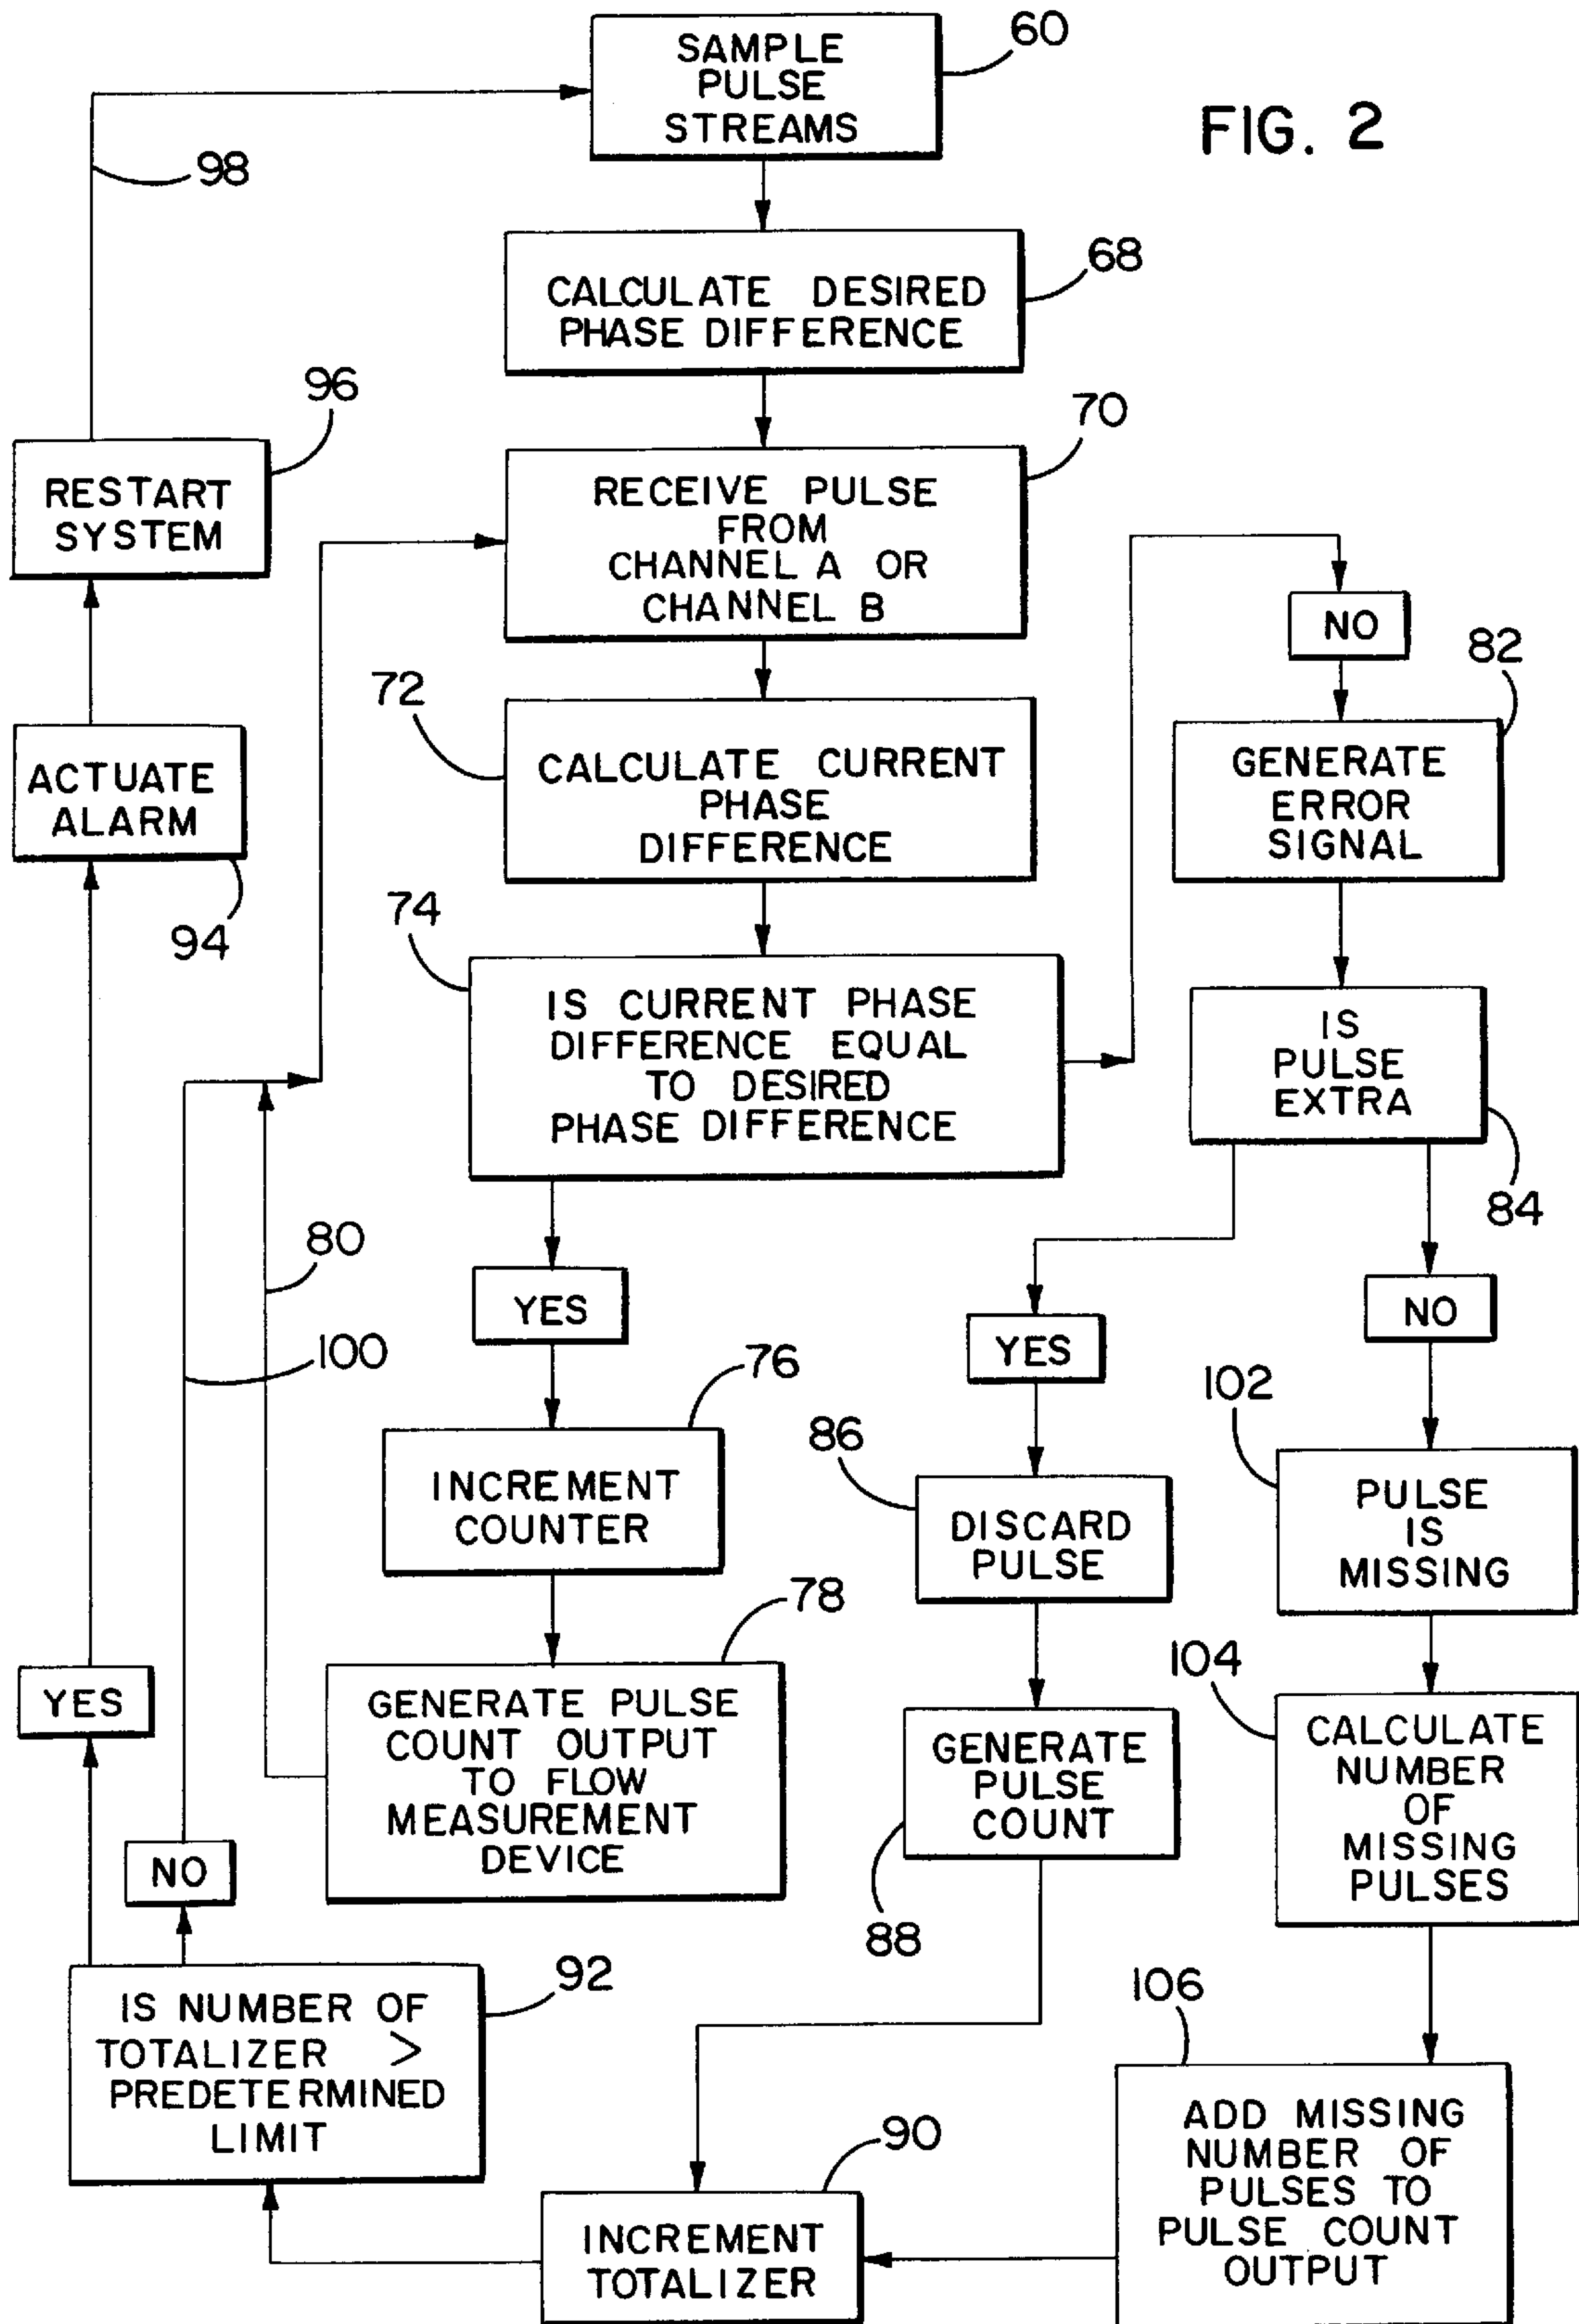 FIG. 2
SAMPLE
PULSE
STREAMS
60
98
CALCULATE DESIRED
PHASE DIFFERENCE
68
96
RESTART
SYSTEM
RECEIVE PULSE
FROM
CHANNEL A OR
CHANNEL B
70
NO
72
CALCULATE CURRENT
PHASE
DIFFERENCE
82
GENERATE
ERROR
SIGNAL
ACTUATE
ALARM
94
74
IS CURRENT PHASE
DIFFERENCE EQUAL
TO DESIRED
PHASE DIFFERENCE
IS
PULSE
EXTRA
84
80
100
YES
YES
NO
76
INCREMENT
COUNTER
86
DISCARD
PULSE
102
PULSE
IS
MISSING
78
GENERATE PULSE
COUNT OUTPUT
TO FLOW
MEASUREMENT
DEVICE
GENERATE
PULSE
COUNT
88
104
CALCULATE
NUMBER
OF
MISSING
PULSES
YES
NO
IS NUMBER OF
TOTALIZER >
PREDETERMINED
LIMIT
92
90
INCREMENT
TOTALIZER
106
ADD MISSING
NUMBER OF
PULSES TO
PULSE COUNT
OUTPUT